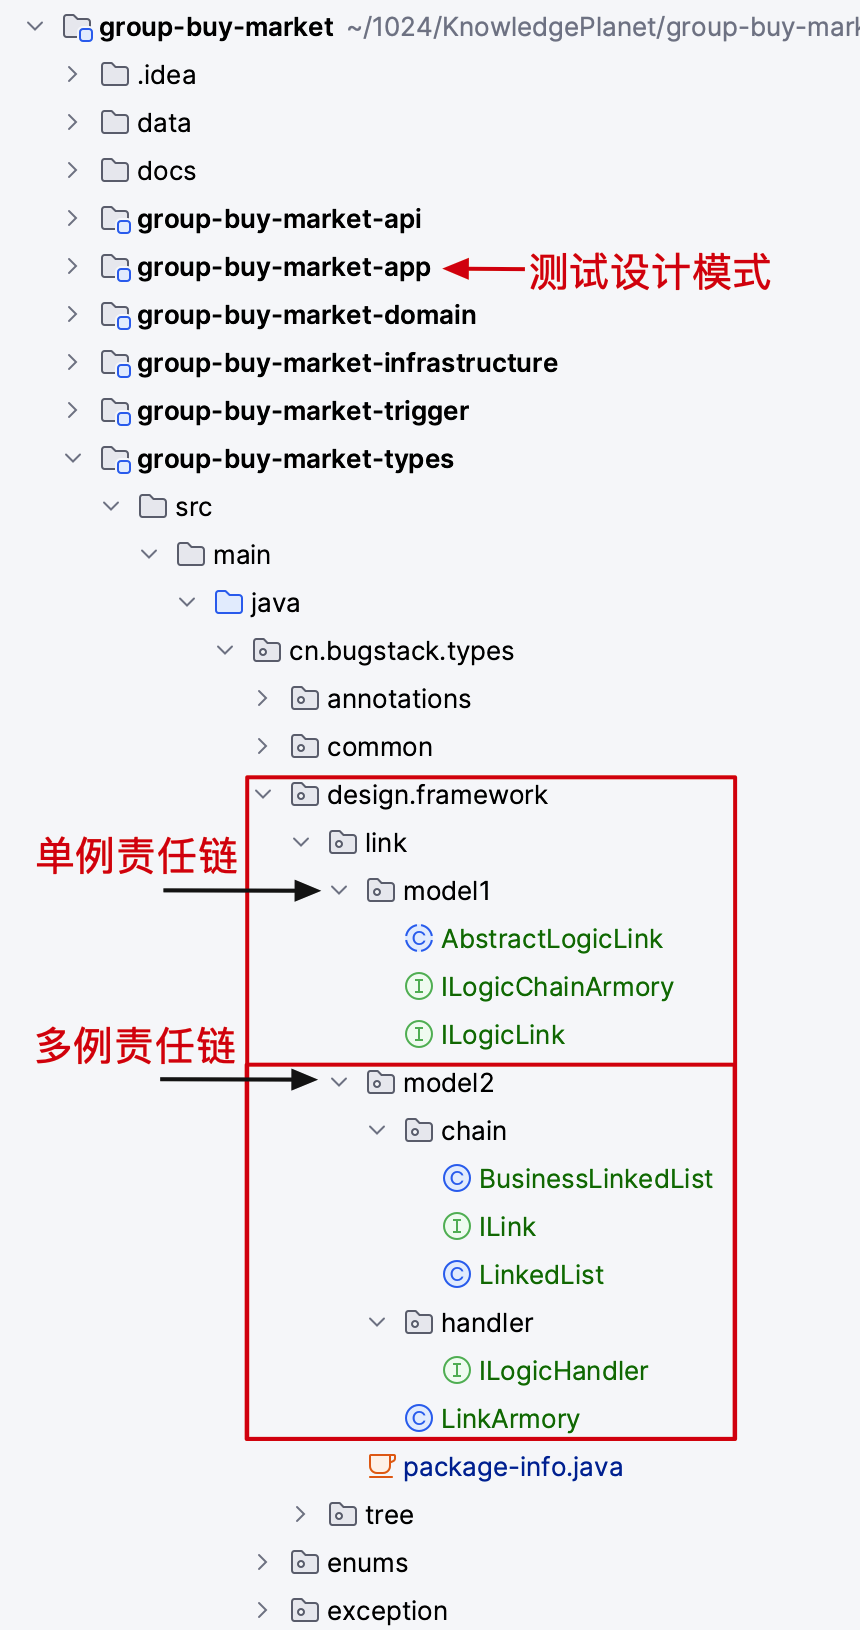 group-buy-market ~/1024/KnowledgePlanet/group-buy-mark
.idea
data
docs
group-buy-market-api
group-buy-market-app 测试设计模式
group-buy-market-domain
group-buy-market-infrastructure
group-buy-market-trigger
group-buy-market-types
src
main
java
cn.bugstack.types
annotations
common
design.framework
link
单例责任链
model1
AbstractLogicLink
ILogicChainArmory
ILogicLink
多例责任链
model2
chain
BusinessLinkedList
ILink
LinkedList
handler
ILogicHandler
LinkArmory
package-info.java
tree
enums
exception